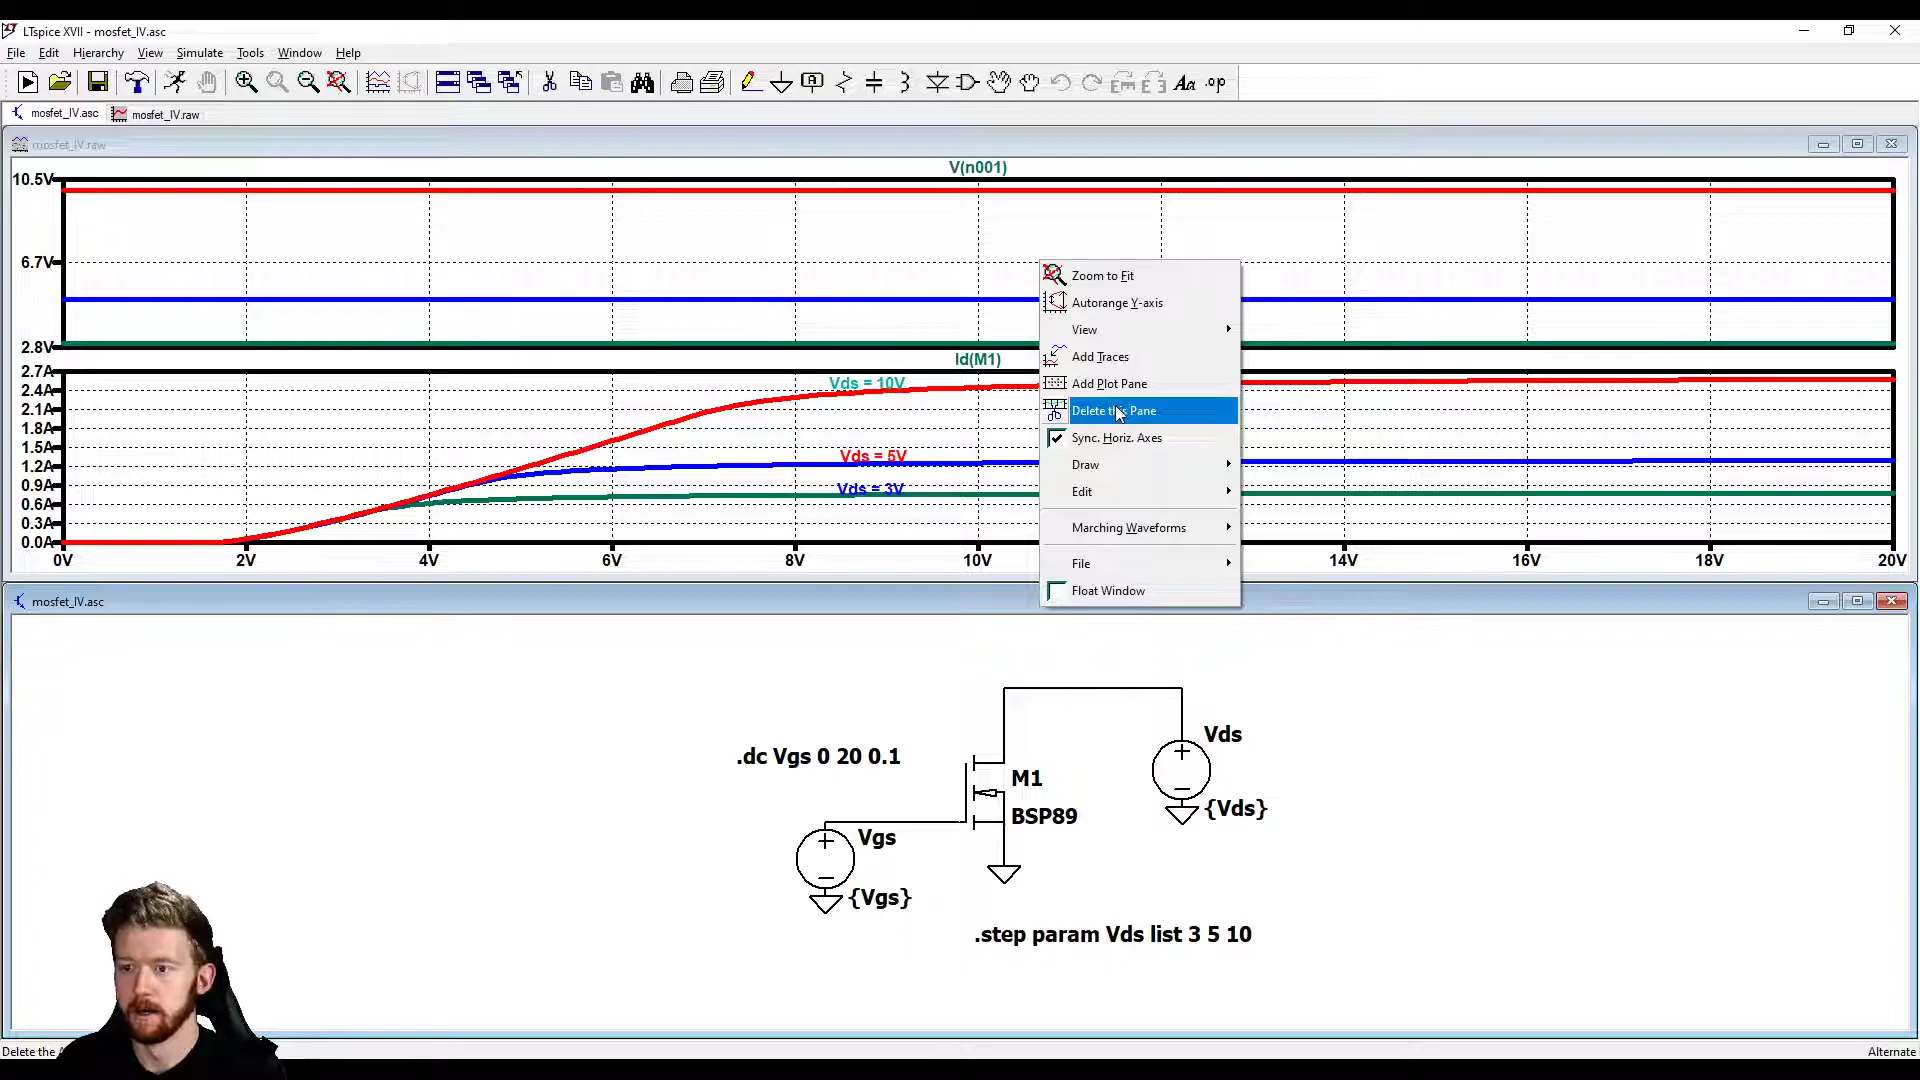 LTspice XVII - mosfet_IV.asc
File Edit Hierarchy View Simulate Tools Window Help
mosfet_IV.asc mosfet_IV.raw
mosfet_IV.raw
V(n001)
10.5V
6.7V
2.8V
Id(M1)
2.7A
2.4A
2.1A
1.8A
1.5A
1.2A
0.9A
0.6A
0.3A
0.0A
Vds = 10V
Vds = 5V
Vds = 3V
0V 2V 4V 6V 8V 10V 14V 16V 18V 20V
Zoom to Fit
Autorange Y-axis
View
Add Traces
Add Plot Pane
Delete this Pane
Sync. Horiz. Axes
Draw
Edit
Marching Waveforms
File
Float Window
mosfet_IV.asc
Vds
.dc Vgs 0 20 0.1
M1
{Vds}
BSP89
Vgs
{Vgs}
.step param Vds list 3 5 10
Delete the
Alternate